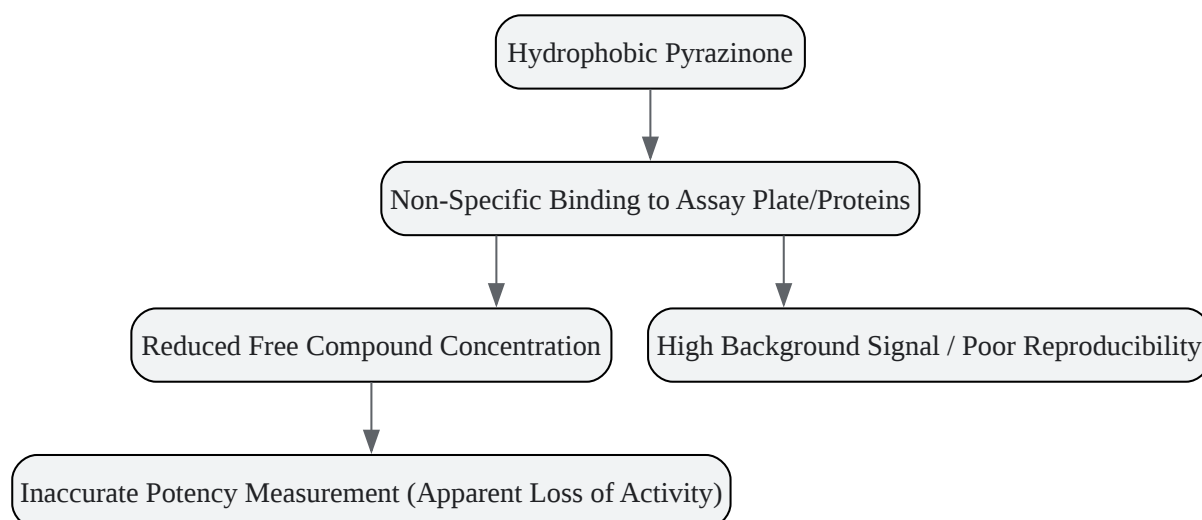 Hydrophobic Pyrazinone
Non-Specific Binding to Assay Plate/Proteins
Reduced Free Compound Concentration
High Background Signal / Poor Reproducibility
Inaccurate Potency Measurement (Apparent Loss of Activity)